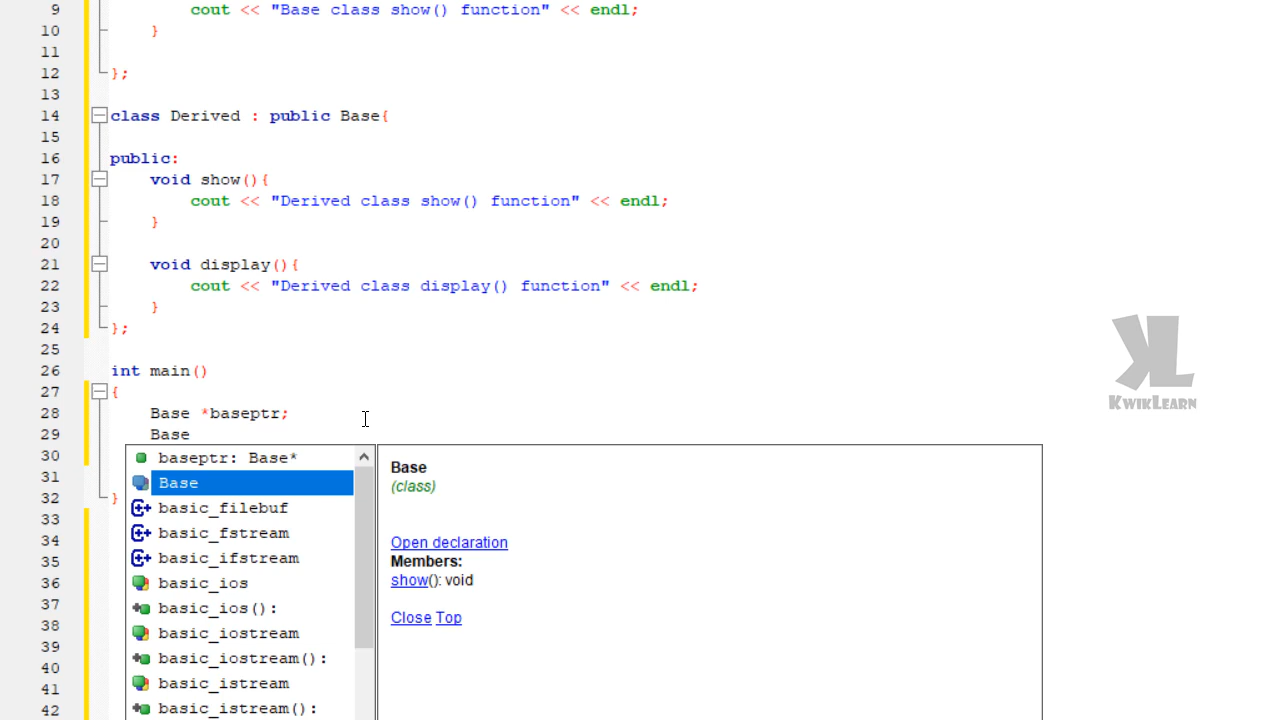 9 cout << "Base class show() function" << endl;
10 }
11
12 };
13
14 class Derived : public Base{
15
16 public:
17 void show(){
18 cout << "Derived class show() function" << endl;
19 }
20
21 void display(){
22 cout << "Derived class display() function" << endl;
23 }
24 };
25
26 int main()
27 {
28 Base *baseptr;
29 Base
30
31
32 }
33
34
35
36
37
38
39
40
41
42
baseptr: Base*
Base
basic_filebuf
basic_fstream
basic_ifstream
basic_ios
basic_ios():
basic_iostream
basic_iostream():
basic_istream
basic_istream():
Base
(class)
Open declaration
Members:
show(): void
Close Top
KL
KWIKLEARN